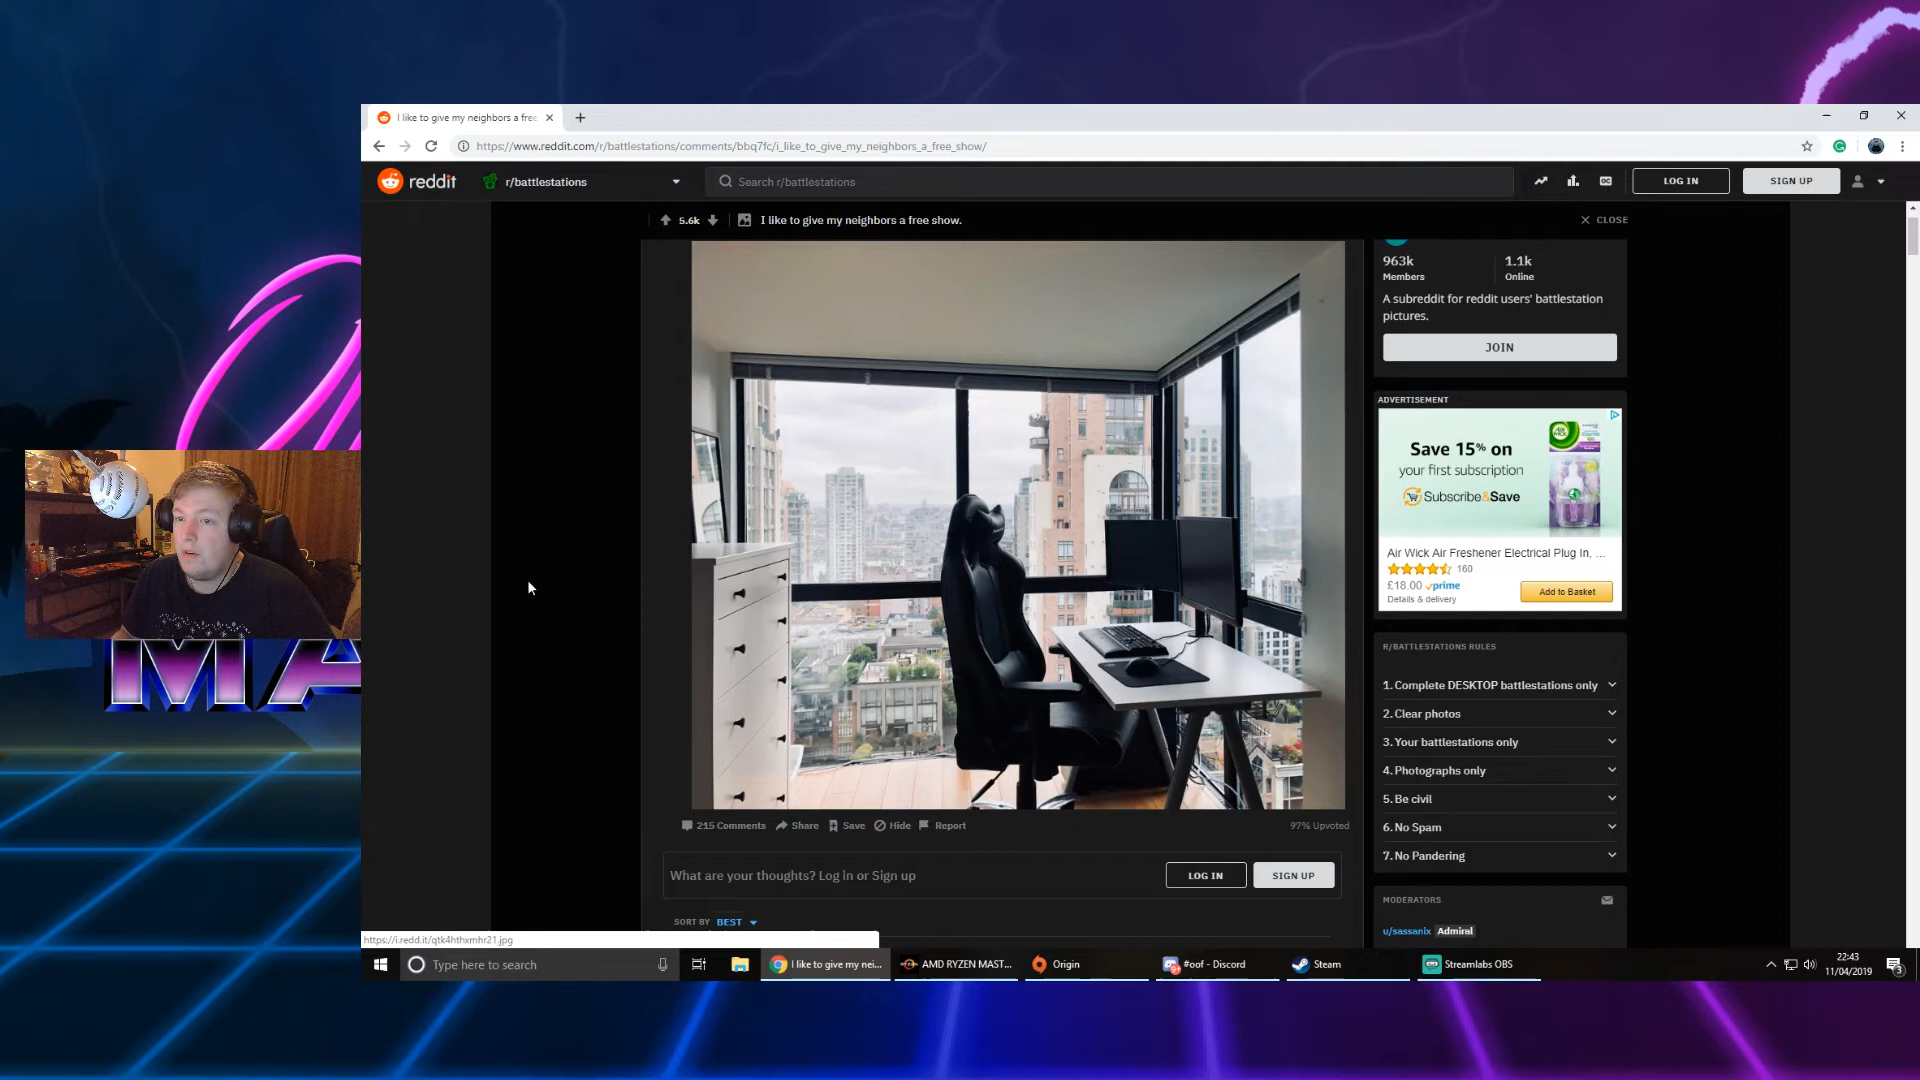 I like to give my neighbors a free
https://www.reddit.com/r/battlestations/comments/bbq7fc/i_like_to_give_my_neighbors_a_free_show/
reddit
r/battlestations
Search r/battlestations
LOG IN
SIGN UP
5.6k
I like to give my neighbors a free show.
CLOSE
963k
1.1k
Members
Online
A subreddit for reddit users' battlestation
pictures.
JOIN
ADVERTISEMENT
Save 15% on
your first subscription
Subscribe&Save
Air Wick Air Freshener Electrical Plug In, ...
160
£18.00 prime
Details & delivery
Add to Basket
R/BATTLESTATIONS RULES
1. Complete DESKTOP battlestations only
2. Clear photos
3. Your battlestations only
4. Photographs only
5. Be civil
6. No Spam
7. No Pandering
215 Comments
Share
Save
Hide
Report
97% Upvoted
What are your thoughts? Log in or Sign up
LOG IN
SIGN UP
SORT BY BEST
MODERATORS
u/sassanix Admiral
https://i.redd.it/qtk4hthxmhr21.jpg
MA
Type here to search
I like to give my nei...
AMD RYZEN MAST...
Origin
#oof - Discord
Steam
Streamlabs OBS
22:43
11/04/2019
3